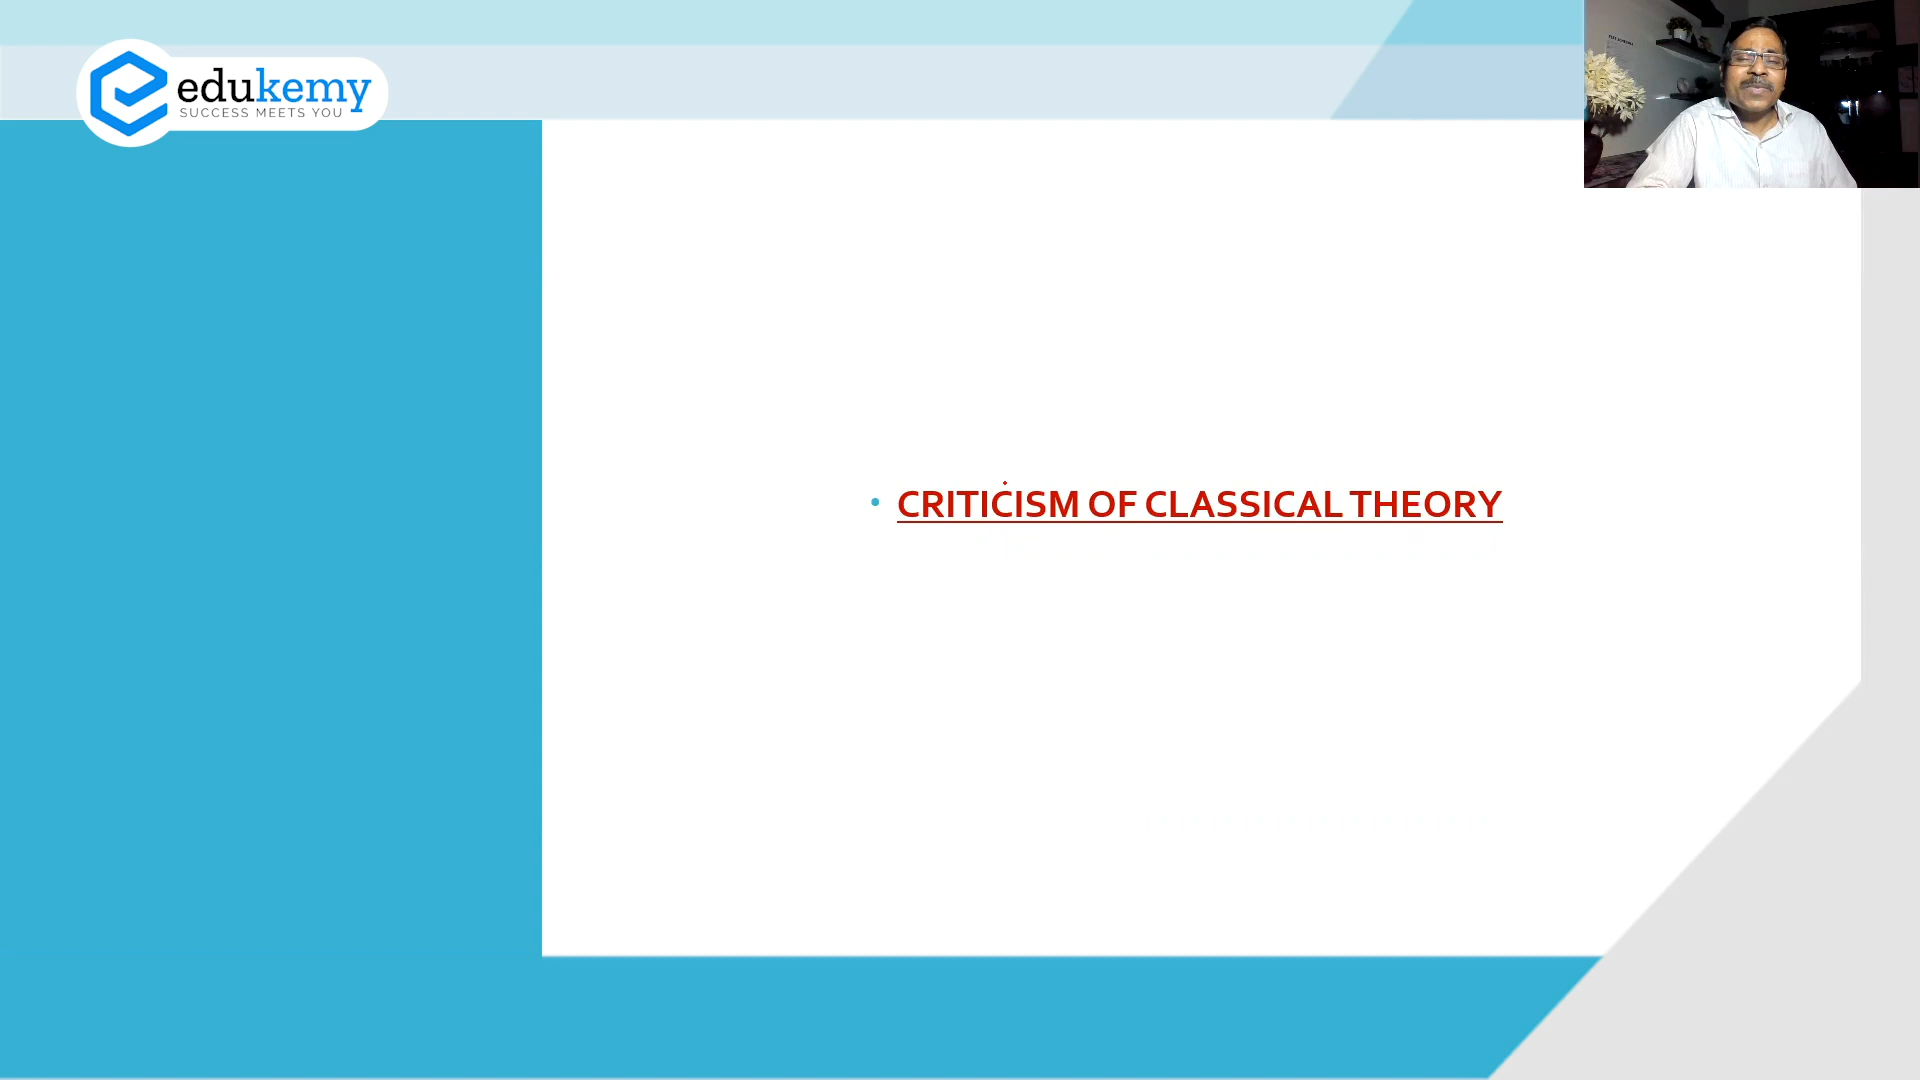 edukemy
SUCCESS MEETS YOU
• CRITICISM OF CLASSICAL THEORY